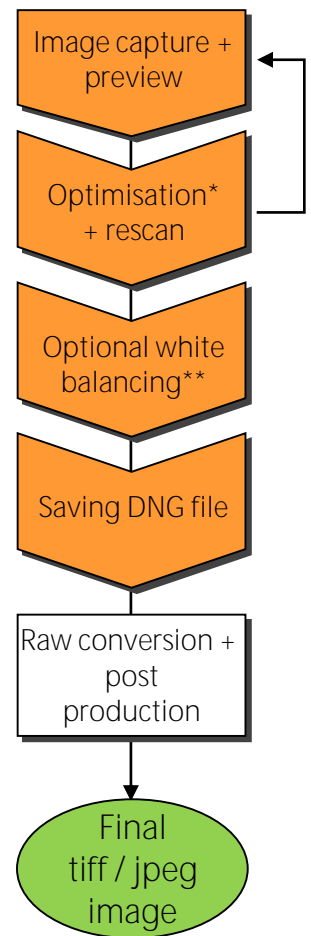 Image capture +
preview
Optimisation*
+ rescan
Optional white
balancing**
Saving DNG file
Raw conversion +
post
production
Final
tiff / jpeg
image